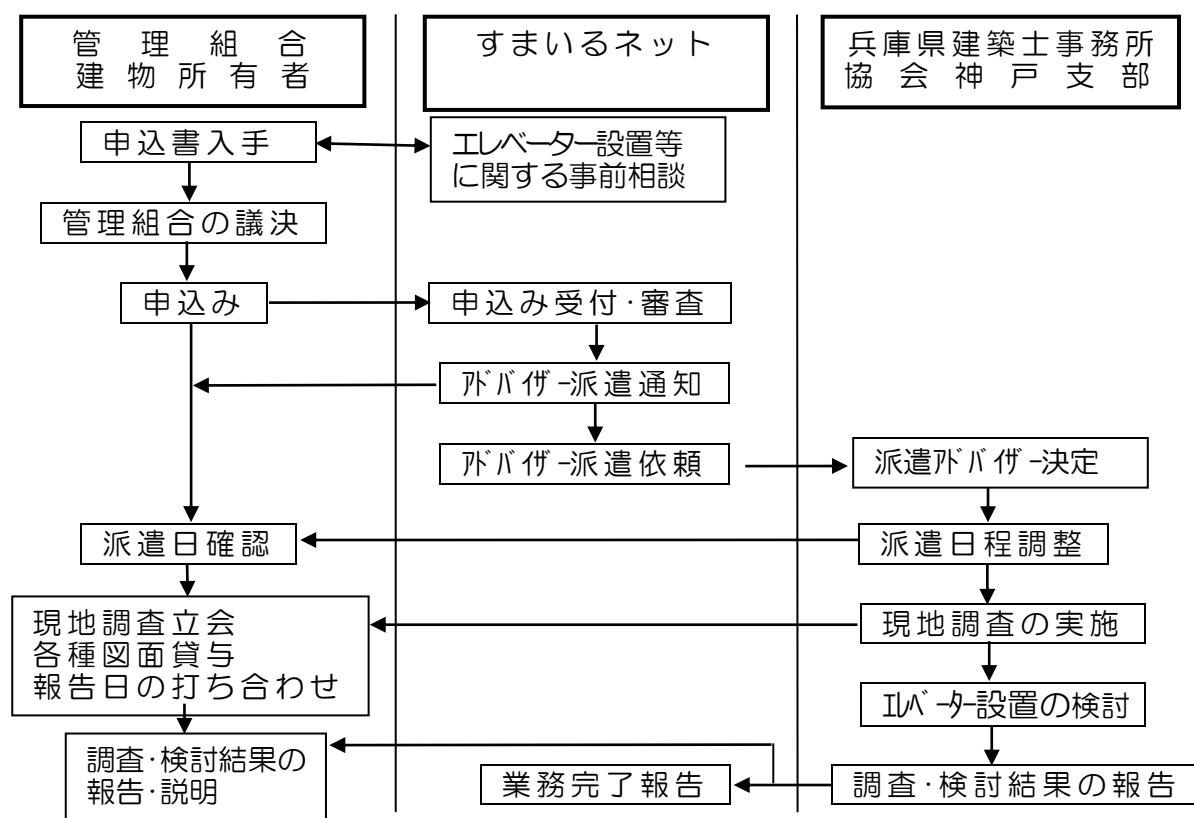 管理組合
建物所有者
すまいるネット
兵庫県建築士事務所
協会神戸支部
申込書入手
エレベーター設置等
に関する事前相談
管理組合の議決
申込み
申込み受付・審査
ｱﾄﾞﾊﾞｲｻﾞｰ派遣通知
ｱﾄﾞﾊﾞｲｻﾞｰ派遣依頼
派遣ｱﾄﾞﾊﾞｲｻﾞｰ決定
派遣日確認
派遣日程調整
現地調査立会
各種図面貸与
報告日の打ち合わせ
現地調査の実施
ｴﾚﾍﾞｰﾀｰ設置の検討
調査・検討結果の
報告・説明
業務完了報告
調査・検討結果の報告